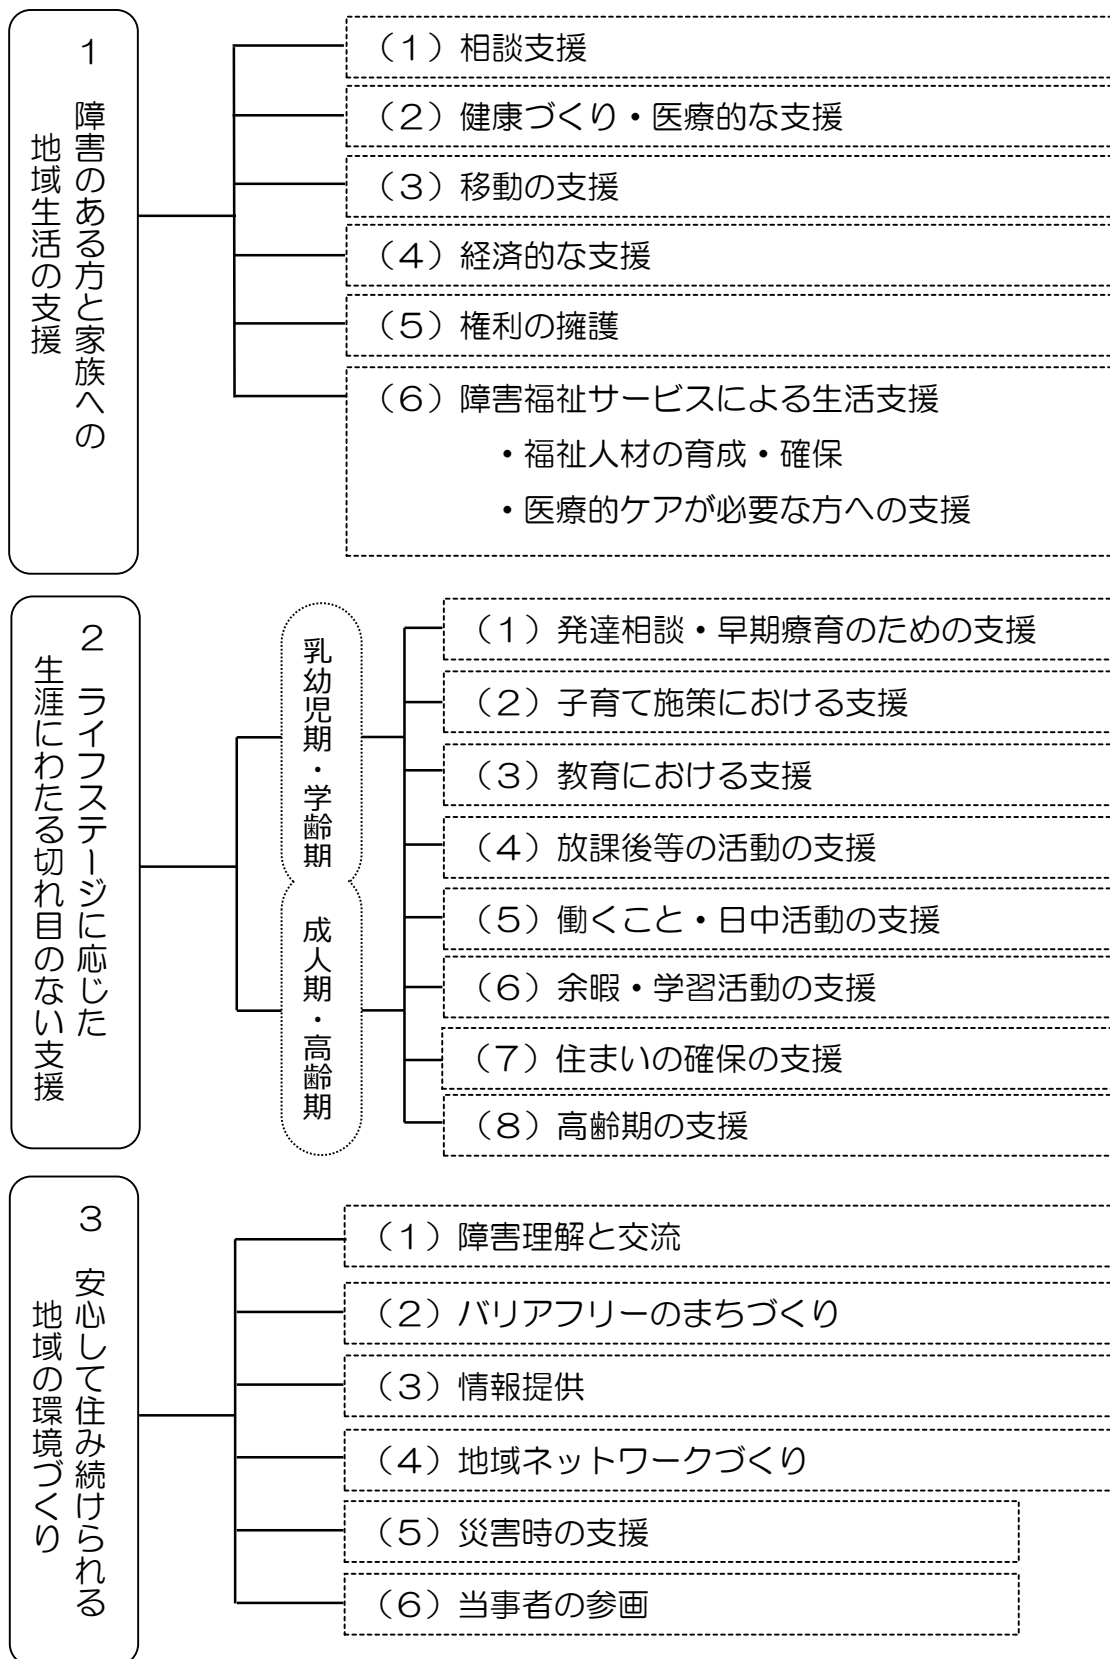 1　障害のある方と家族への
地域生活の支援
（1）相談支援
（2）健康づくり・医療的な支援
（3）移動の支援
（4）経済的な支援
（5）権利の擁護
（6）障害福祉サービスによる生活支援
・福祉人材の育成・確保
・医療的ケアが必要な方への支援
2　ライフステージに応じた
生涯にわたる切れ目のない支援
乳幼児期・学齢期
成人期・高齢期
（1）発達相談・早期療育のための支援
（2）子育て施策における支援
（3）教育における支援
（4）放課後等の活動の支援
（5）働くこと・日中活動の支援
（6）余暇・学習活動の支援
（7）住まいの確保の支援
（8）高齢期の支援
3　安心して住み続けられる
地域の環境づくり
（1）障害理解と交流
（2）バリアフリーのまちづくり
（3）情報提供
（4）地域ネットワークづくり
（5）災害時の支援
（6）当事者の参画